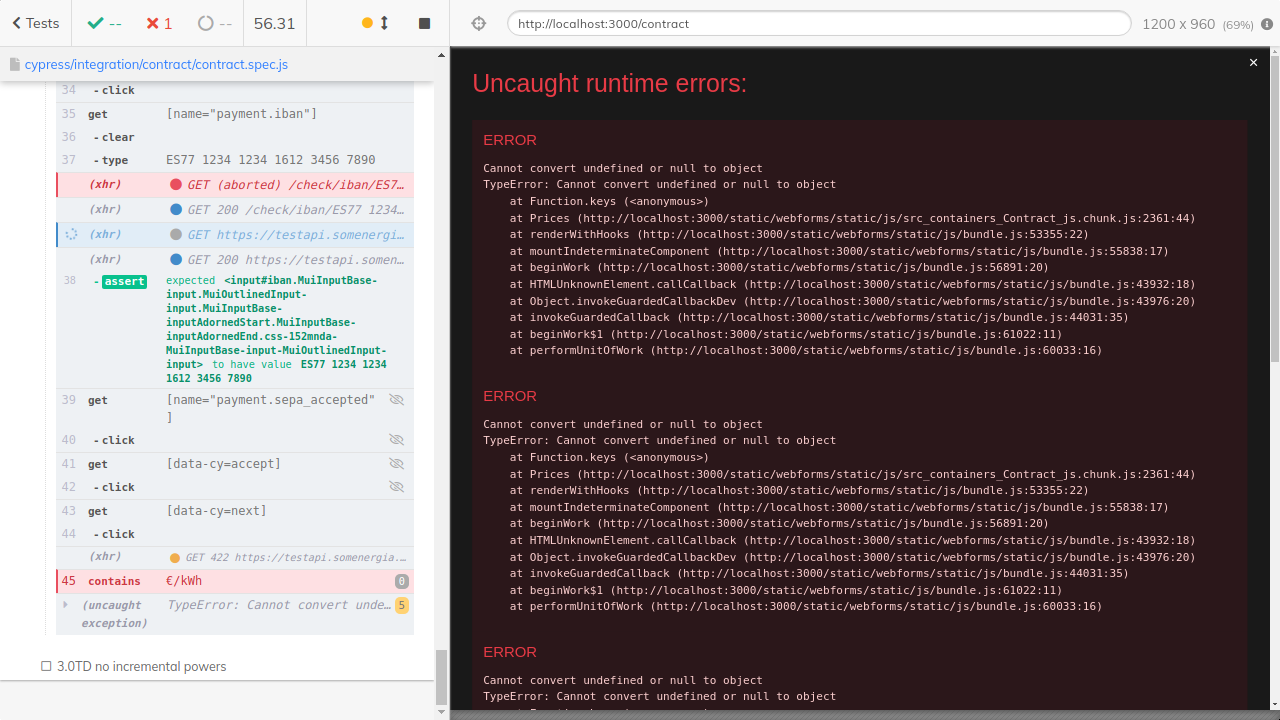 Tests
--
1
--
56.31
http://localhost:3000/contract
1200 x 960 (69%)
cypress/integration/contract/contract.spec.js
34 - click
35 get [name="payment.iban"]
36 - clear
37 - type ES77 1234 1234 1612 3456 7890
(xhr) GET (aborted) /check/iban/ES7…
(xhr) GET 200 /check/iban/ES77 1234…
(xhr) GET https://testapi.somenergi…
(xhr) GET 200 https://testapi.somen…
38 - assert expected <input#iban.MuiInputBase-
input.MuiOutlinedInput-
input.MuiInputBase-
inputAdornedStart.MuiInputBase-
inputAdornedEnd.css-152mnda-
MuiInputBase-input-MuiOutlinedInput-
input> to have value ES77 1234 1234
1612 3456 7890
39 get [name="payment.sepa_accepted"
]
40 - click
41 get [data-cy=accept]
42 - click
43 get [data-cy=next]
44 - click
(xhr) GET 422 https://testapi.somenergia.…
45 contains €/kWh 0
(uncaught TypeError: Cannot convert unde… 5
exception)
3.0TD no incremental powers
×
Uncaught runtime errors:
ERROR
Cannot convert undefined or null to object
TypeError: Cannot convert undefined or null to object
at Function.keys (<anonymous>)
at Prices (http://localhost:3000/static/webforms/static/js/src_containers_Contract_js.chunk.js:2361:44)
at renderWithHooks (http://localhost:3000/static/webforms/static/js/bundle.js:53355:22)
at mountIndeterminateComponent (http://localhost:3000/static/webforms/static/js/bundle.js:55838:17)
at beginWork (http://localhost:3000/static/webforms/static/js/bundle.js:56891:20)
at HTMLUnknownElement.callCallback (http://localhost:3000/static/webforms/static/js/bundle.js:43932:18)
at Object.invokeGuardedCallbackDev (http://localhost:3000/static/webforms/static/js/bundle.js:43976:20)
at invokeGuardedCallback (http://localhost:3000/static/webforms/static/js/bundle.js:44031:35)
at beginWork$1 (http://localhost:3000/static/webforms/static/js/bundle.js:61022:11)
at performUnitOfWork (http://localhost:3000/static/webforms/static/js/bundle.js:60033:16)
ERROR
Cannot convert undefined or null to object
TypeError: Cannot convert undefined or null to object
at Function.keys (<anonymous>)
at Prices (http://localhost:3000/static/webforms/static/js/src_containers_Contract_js.chunk.js:2361:44)
at renderWithHooks (http://localhost:3000/static/webforms/static/js/bundle.js:53355:22)
at mountIndeterminateComponent (http://localhost:3000/static/webforms/static/js/bundle.js:55838:17)
at beginWork (http://localhost:3000/static/webforms/static/js/bundle.js:56891:20)
at HTMLUnknownElement.callCallback (http://localhost:3000/static/webforms/static/js/bundle.js:43932:18)
at Object.invokeGuardedCallbackDev (http://localhost:3000/static/webforms/static/js/bundle.js:43976:20)
at invokeGuardedCallback (http://localhost:3000/static/webforms/static/js/bundle.js:44031:35)
at beginWork$1 (http://localhost:3000/static/webforms/static/js/bundle.js:61022:11)
at performUnitOfWork (http://localhost:3000/static/webforms/static/js/bundle.js:60033:16)
ERROR
Cannot convert undefined or null to object
TypeError: Cannot convert undefined or null to object